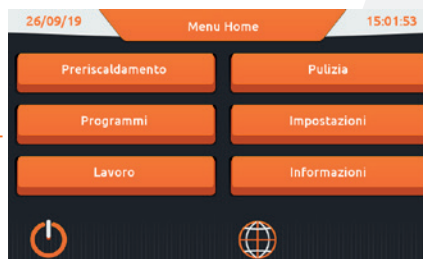 26/09/19 Menu Home 15:01:53
Preriscaldamento Pulizia
Programmi Impostazioni
Lavoro Informazioni